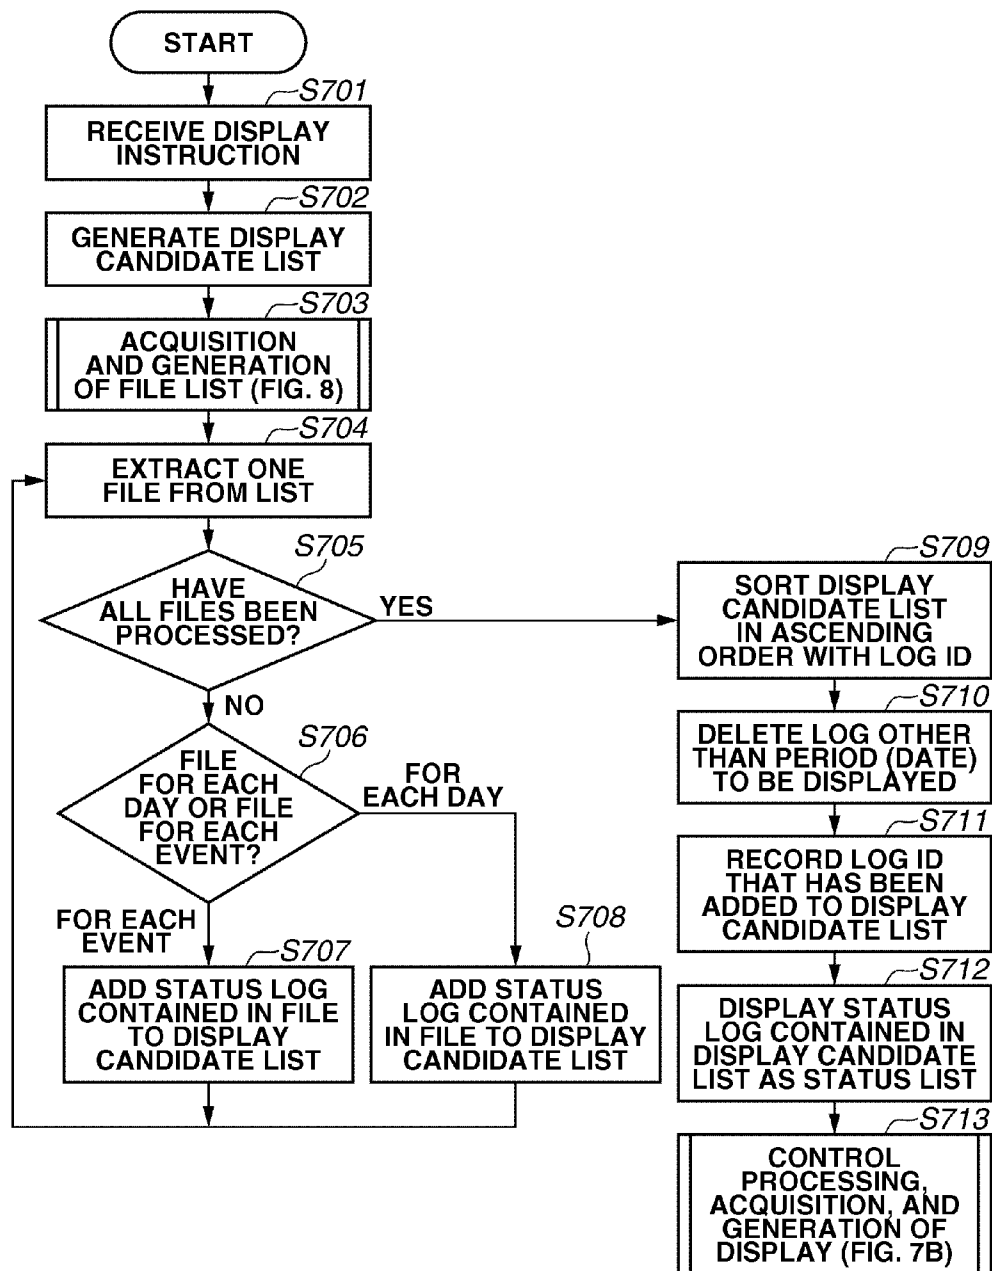 START
S701
RECEIVE DISPLAY
INSTRUCTION
S702
GENERATE DISPLAY
CANDIDATE LIST
S703
ACQUISITION
AND GENERATION
OF FILE LIST (FIG. 8)
S704
EXTRACT ONE
FILE FROM LIST
S705
HAVE
ALL FILES BEEN
PROCESSED?
YES
NO
S706
FILE
FOR EACH
DAY OR FILE
FOR EACH
EVENT?
FOR
EACH DAY
FOR EACH
EVENT
S707
ADD STATUS LOG
CONTAINED IN FILE
TO DISPLAY
CANDIDATE LIST
S708
ADD STATUS
LOG CONTAINED
IN FILE TO DISPLAY
CANDIDATE LIST
S709
SORT DISPLAY
CANDIDATE LIST
IN ASCENDING
ORDER WITH LOG ID
S710
DELETE LOG OTHER
THAN PERIOD (DATE)
TO BE DISPLAYED
S711
RECORD LOG ID
THAT HAS BEEN
ADDED TO DISPLAY
CANDIDATE LIST
S712
DISPLAY STATUS
LOG CONTAINED IN
DISPLAY CANDIDATE
LIST AS STATUS LIST
S713
CONTROL
PROCESSING,
ACQUISITION, AND
GENERATION OF
DISPLAY (FIG. 7B)